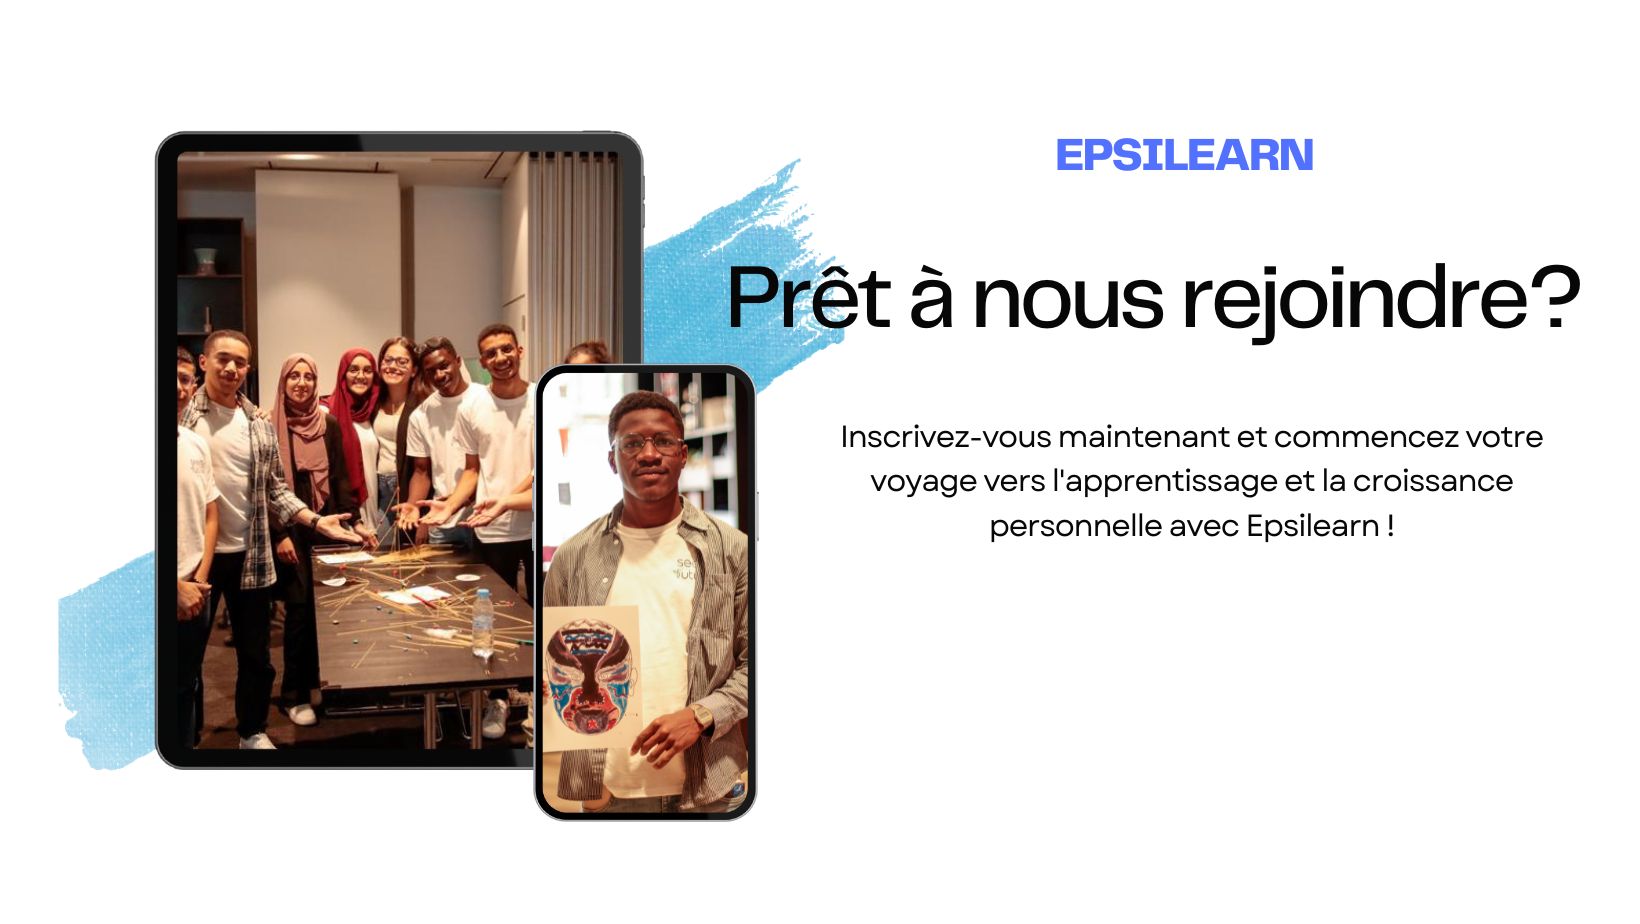 EPSILEARN
Prêt à nous rejoindre?
Inscrivez-vous maintenant et commencez votre
voyage vers l'apprentissage et la croissance
personnelle avec Epsilearn !